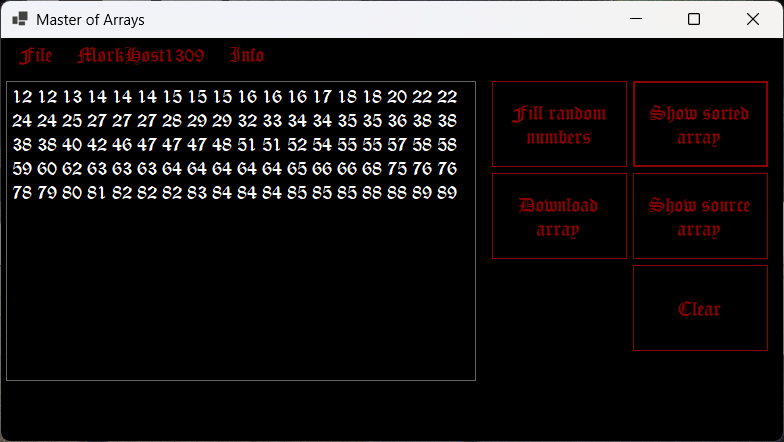 Master of Arrays
File MorkHost1309 Info
12 12 13 14 14 14 15 15 15 16 16 16 17 18 18 20 22 22
24 24 25 27 27 27 28 29 29 32 33 34 34 35 35 36 38 38
38 38 40 42 46 47 47 47 48 51 51 52 54 55 55 57 58 58
59 60 62 63 63 63 64 64 64 64 64 65 66 66 68 75 76 76
78 79 80 81 82 82 82 83 84 84 84 85 85 88 88 89 89
Fill random
numbers
Show sorted
array
Download
array
Show source
array
Clear